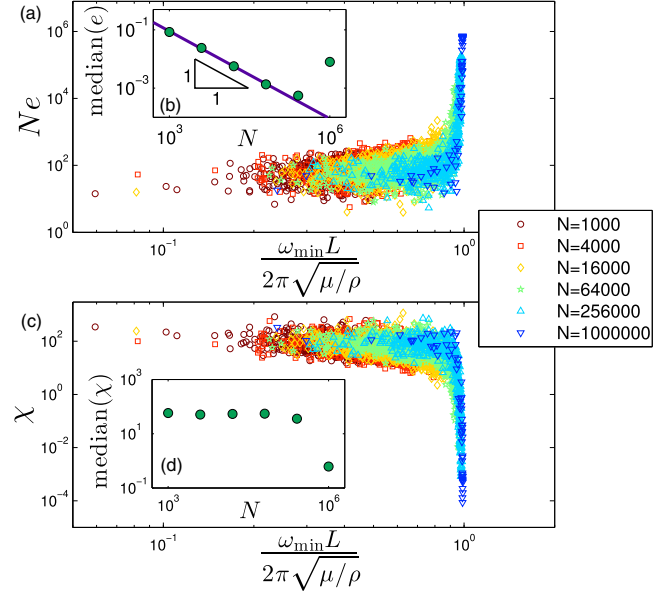 (a)
10^6
10^4
10^2
10^0
Ne
median(e)
10^{-1}
10^{-3}
1
1
(b)
10^3
N
10^6
10^{-1}
10^0
ω_min L
2π√μ/ρ
N=1000
N=4000
N=16000
N=64000
N=256000
N=1000000
(c)
10^2
10^0
10^{-2}
10^{-4}
χ
median(χ)
10^3
10^1
10^{-1}
(d)
10^3
N
10^6
10^{-1}
10^0
ω_min L
2π√μ/ρ